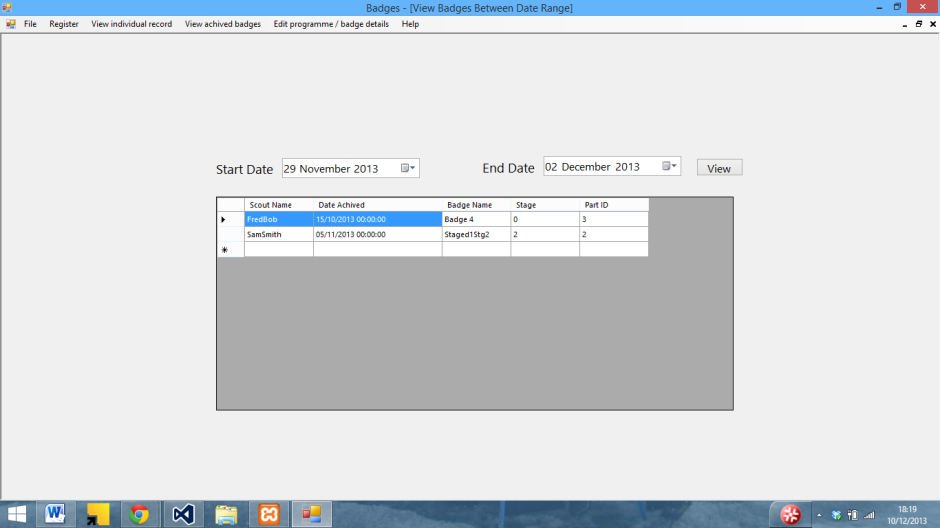 Badges - [View Badges Between Date Range]
File Register View individual record View achived badges Edit programme / badge details Help
Start Date 29 November 2013 End Date 02 December 2013 View
Scout Name Date Achived Badge Name Stage Part ID
FredBob 15/10/2013 00:00:00 Badge 4 0 3
SamSmith 05/11/2013 00:00:00 Staged1Stg2 2 2
18:19
10/12/2013